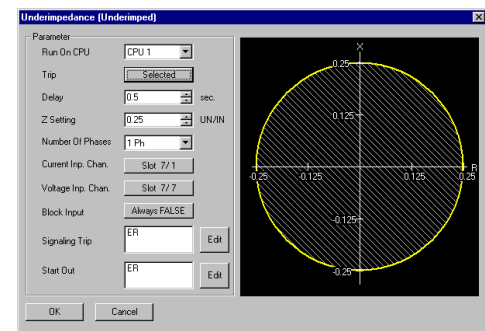 Underimpedance (Underimped)
Parameter
Run On CPU CPU 1
Trip Selected
Delay 0.5 sec.
Z Setting 0.25 UN/IN
Number Of Phases 1 Ph
Current Inp. Chan. Slot 7/ 1
Voltage Inp. Chan. Slot 7/ 7
Block Input Always FALSE
Signaling Trip ER Edit
Start Out ER Edit
OK Cancel
X
0.25
0.125
R
-0.25 -0.125 0.125 0.25
-0.125
-0.25